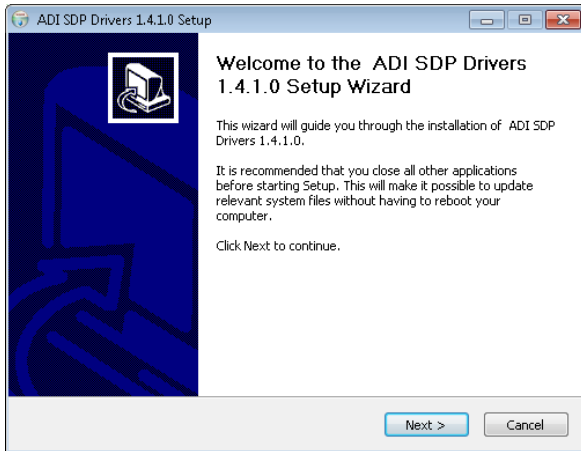 ADI SDP Drivers 1.4.1.0 Setup
Welcome to the ADI SDP Drivers
1.4.1.0 Setup Wizard
This wizard will guide you through the installation of ADI SDP
Drivers 1.4.1.0.
It is recommended that you close all other applications
before starting Setup. This will make it possible to update
relevant system files without having to reboot your
computer.
Click Next to continue.
Next >
Cancel